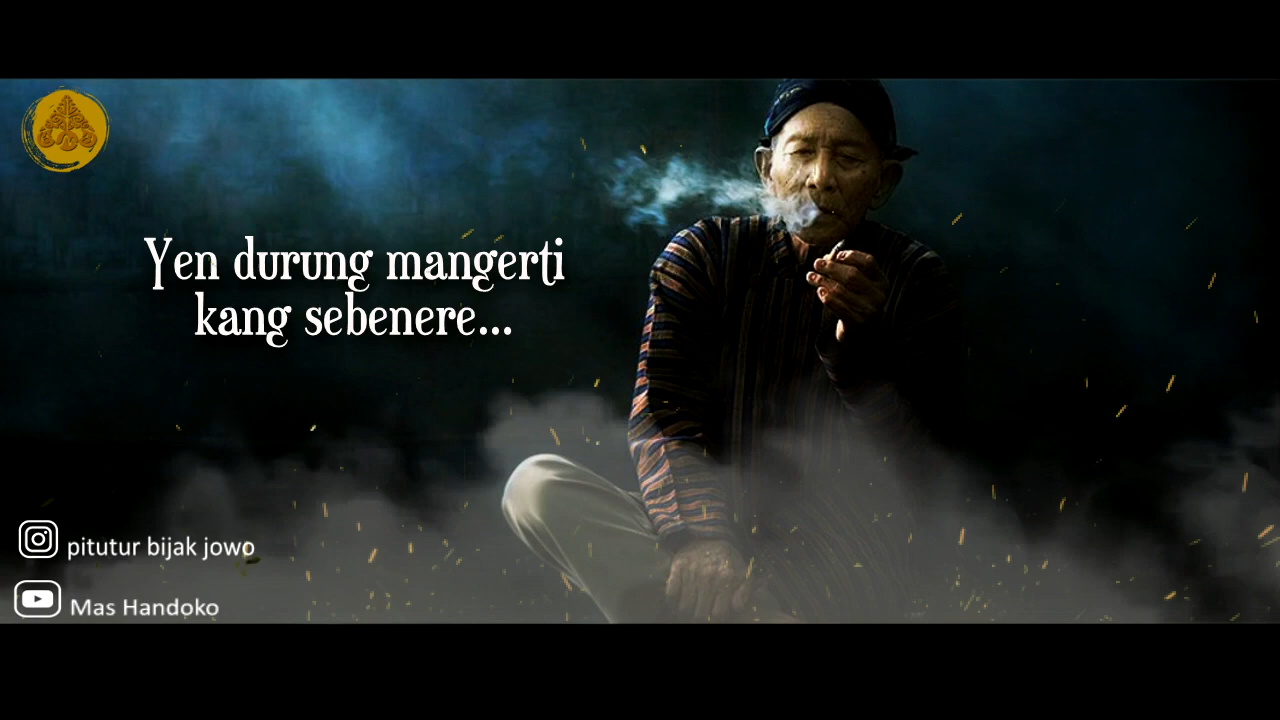 Yen durung mangerti
kang sebenere...
pitutur bijak jowo
Mas Handoko